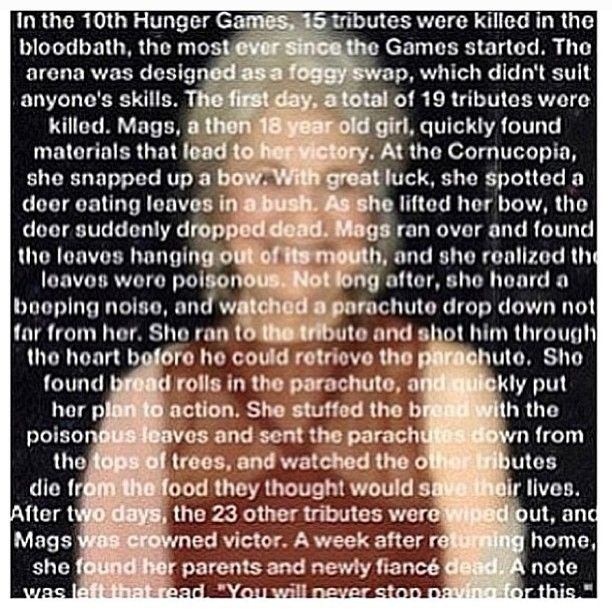 In the 10th Hunger Games, 15 tributes were killed in the
bloodbath, the most ever since the Games started. The
arena was designed as a foggy swap, which didn't suit
anyone's skills. The first day, a total of 19 tributes were
killed. Mags, a then 18 year old girl, quickly found
materials that lead to her victory. At the Cornucopia,
she snapped up a bow. With great luck, she spotted a
deer eating leaves in a bush. As she lifted her bow, the
deer suddenly dropped dead. Mags ran over and found
the leaves hanging out of its mouth, and she realized the
leaves were poisonous. Not long after, she heard a
beeping noise, and watched a parachute drop down not
far from her. She ran to the tribute and shot him through
the heart before he could retrieve the parachute. She
found bread rolls in the parachute, and quickly put
her plan to action. She stuffed the bread with the
poisonous leaves and sent the parachutes down from
the tops of trees, and watched the other tributes
die from the food they thought would save their lives.
After two days, the 23 other tributes were wiped out, and
Mags was crowned victor. A week after returning home,
she found her parents and newly fiancé dead. A note
was left that read, "You will never stop paying for this."